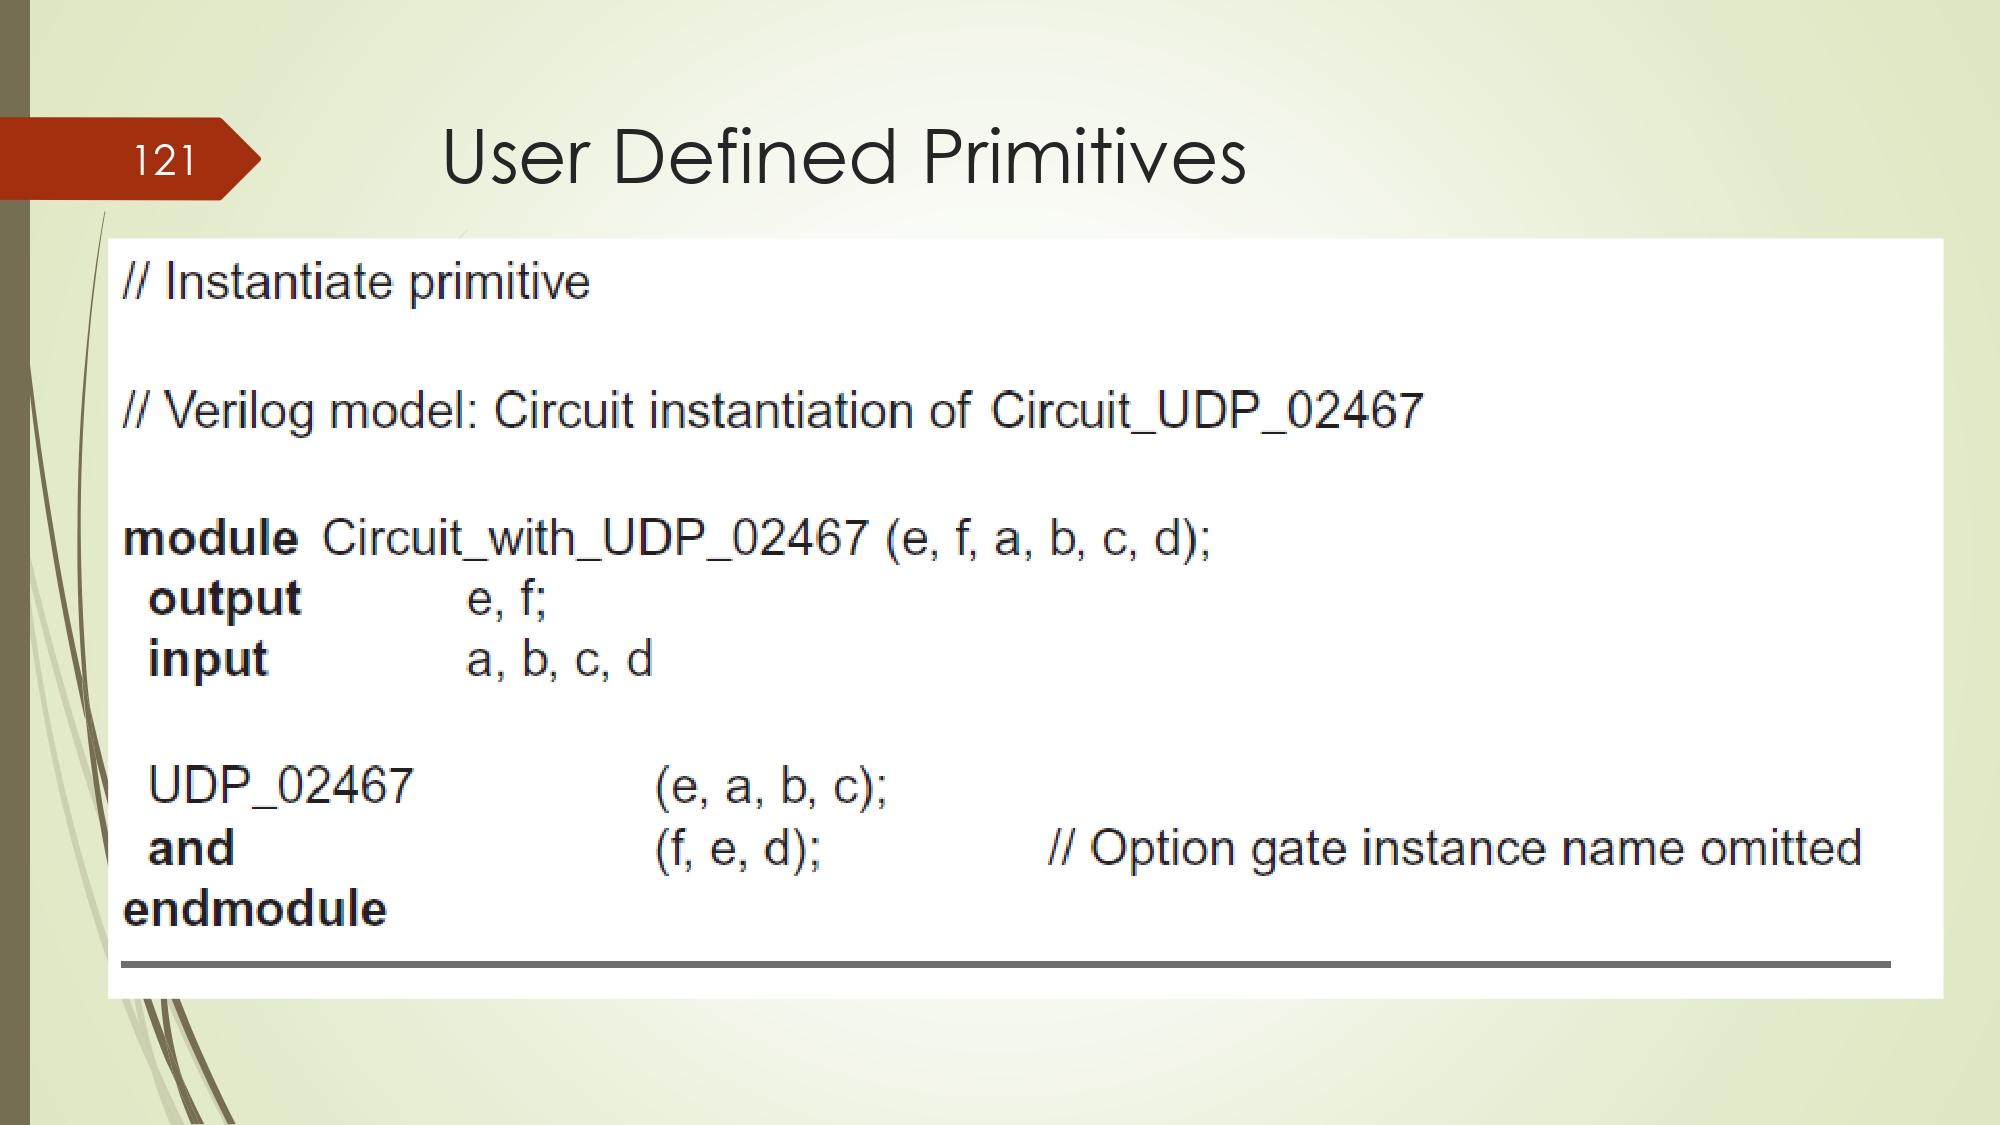 121
User Defined Primitives
// Instantiate primitive
// Verilog model: Circuit instantiation of Circuit_UDP_02467
module Circuit_with_UDP_02467 (e, f, a, b, c, d);
output e, f;
input a, b, c, d
UDP_02467 (e, a, b, c);
and (f, e, d); // Option gate instance name omitted
endmodule